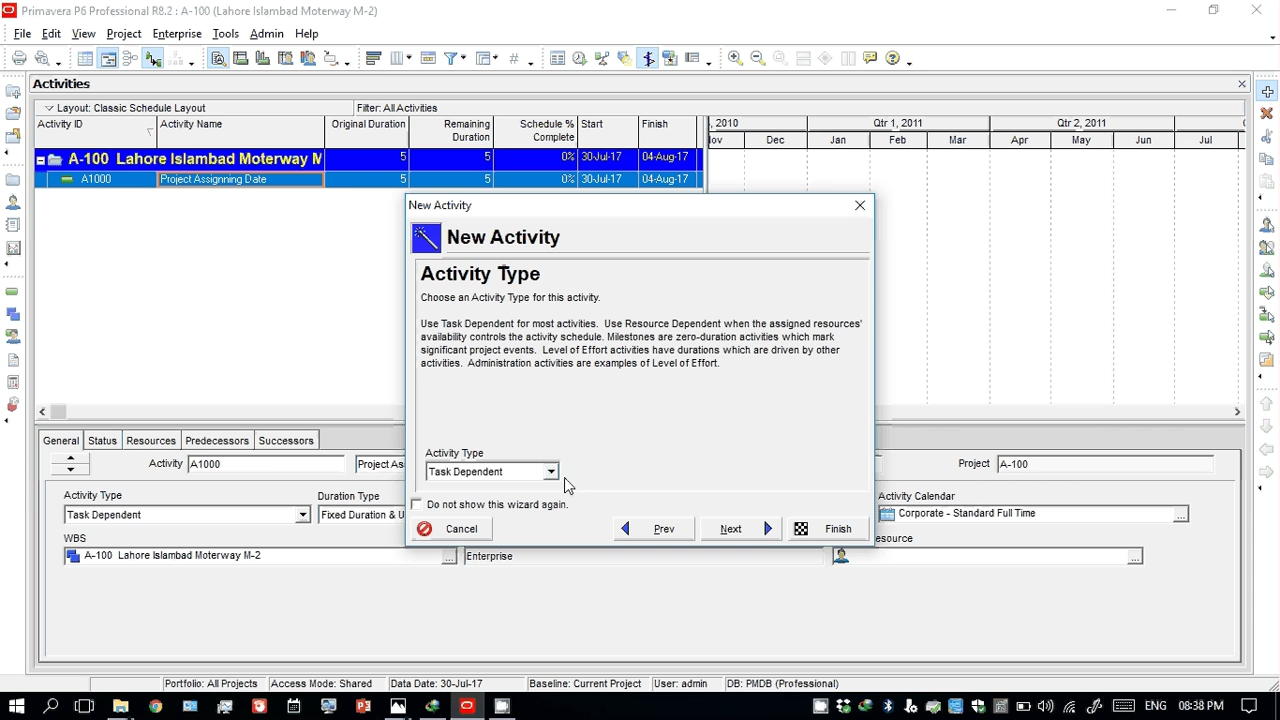 Primavera P6 Professional R8.2 : A-100 (Lahore Islambad Moterway M-2)
File Edit View Project Enterprise Tools Admin Help
Activities
Layout: Classic Schedule Layout Filter: All Activities
Activity ID Activity Name Original Duration Remaining Duration Schedule % Complete Start Finish
, 2010 Qtr 1, 2011 Qtr 2, 2011
Dec Jan Feb Mar Apr May Jun Jul
A-100 Lahore Islambad Moterway M 5 5 0% 30-Jul-17 04-Aug-17
A1000 Project Assignning Date 5 5 0% 30-Jul-17 04-Aug-17
New Activity
New Activity
Activity Type
Choose an Activity Type for this activity.
Use Task Dependent for most activities. Use Resource Dependent when the assigned resources'
availability controls the activity schedule. Milestones are zero-duration activities which mark
significant project events. Level of Effort activities have durations which are driven by other
activities. Administration activities are examples of Level of Effort.
Activity Type
Task Dependent
Do not show this wizard again.
Cancel Prev Next Finish
General Status Resources Predecessors Successors
Activity A1000 Project As Project A-100
Activity Type Duration Type Activity Calendar
Task Dependent Fixed Duration & U Corporate - Standard Full Time
WBS esource
A-100 Lahore Islambad Moterway M-2 Enterprise
Portfolio: All Projects Access Mode: Shared Data Date: 30-Jul-17 Baseline: Current Project User: admin DB: PMDB (Professional)
ENG 08:38 PM